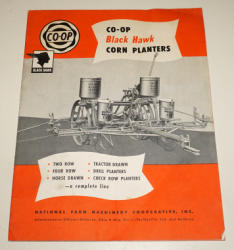 CO-OP
BLACK HAWK
CO-OP
Black Hawk
CORN PLANTERS
• TWO ROW
• FOUR ROW
• HORSE DRAWN
• TRACTOR DRAWN
• DRILL PLANTERS
• CHECK ROW PLANTERS
—a complete line
NATIONAL FARM MACHINERY COOPERATIVE, INC.